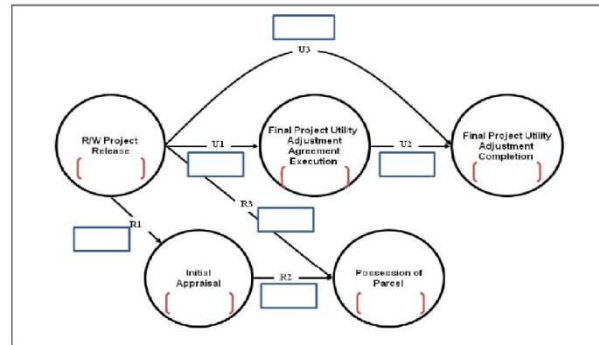 U3
R/W Project
Release
U1
Final Project Utility
Adjustment
Agreement
Execution
U2
Final Project Utility
Adjustment
Completion
R1
R3
Initial
Appraisal
R2
Possession of
Parcel